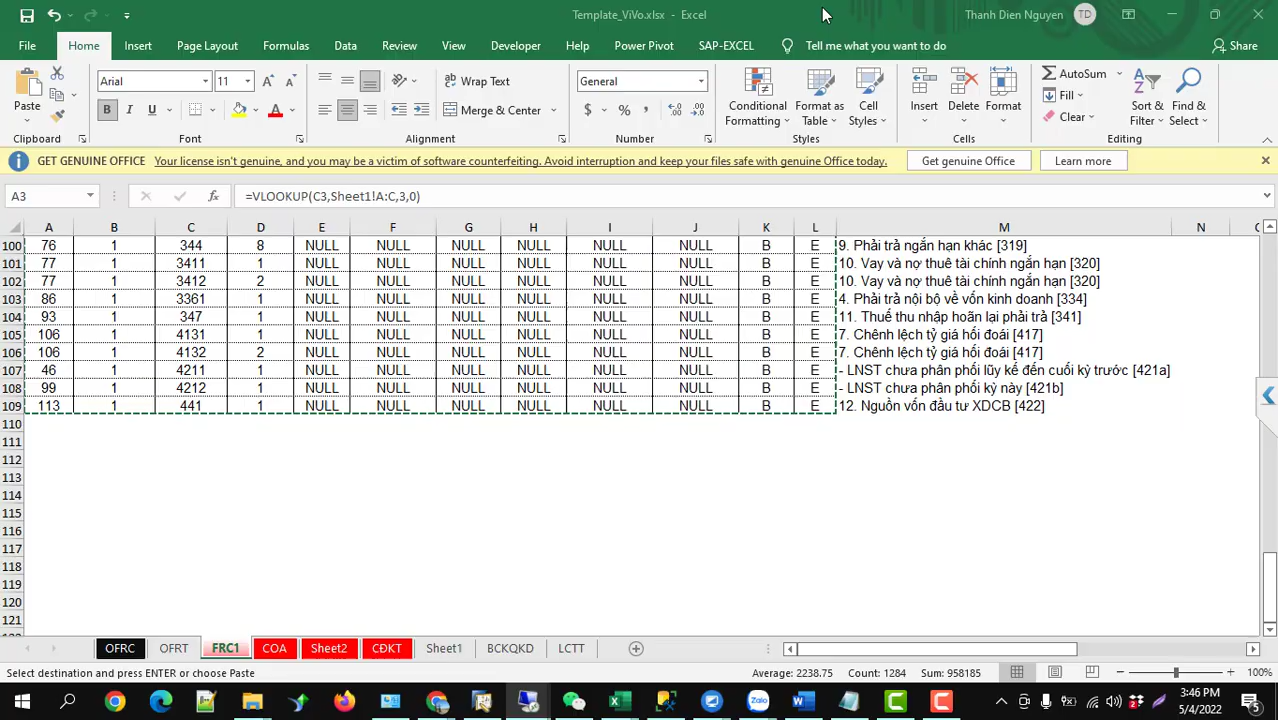 Template_ViVo.xlsx - Excel
Thanh Dien Nguyen TD
File Home Insert Page Layout Formulas Data Review View Developer Help Power Pivot SAP-EXCEL Tell me what you want to do Share
Paste
Clipboard
Arial 11
B I U
Font
Wrap Text
Merge & Center
Alignment
General
$ %
Number
Conditional Formatting
Format as Table
Cell Styles
Styles
Insert Delete Format
Cells
AutoSum
Fill
Clear
Sort & Filter
Find & Select
Editing
GET GENUINE OFFICE Your license isn't genuine, and you may be a victim of software counterfeiting. Avoid interruption and keep your files safe with genuine Office today. Get genuine Office Learn more
A3 fx =VLOOKUP(C3,Sheet1!A:C,3,0)
A B C D E F G H I J K L M N
100 76 1 344 8 NULL NULL NULL NULL NULL NULL B E 9. Phải trả ngắn hạn khác [319]
101 77 1 3411 1 NULL NULL NULL NULL NULL NULL B E 10. Vay và nợ thuê tài chính ngắn hạn [320]
102 77 1 3412 2 NULL NULL NULL NULL NULL NULL B E 10. Vay và nợ thuê tài chính ngắn hạn [320]
103 86 1 3361 1 NULL NULL NULL NULL NULL NULL B E 4. Phải trả nội bộ về vốn kinh doanh [334]
104 93 1 347 1 NULL NULL NULL NULL NULL NULL B E 11. Thuế thu nhập hoãn lại phải trả [341]
105 106 1 4131 1 NULL NULL NULL NULL NULL NULL B E 7. Chênh lệch tỷ giá hối đoái [417]
106 106 1 4132 2 NULL NULL NULL NULL NULL NULL B E 7. Chênh lệch tỷ giá hối đoái [417]
107 46 1 4211 1 NULL NULL NULL NULL NULL NULL B E - LNST chưa phân phối lũy kế đến cuối kỳ trước [421a]
108 99 1 4212 1 NULL NULL NULL NULL NULL NULL B E - LNST chưa phân phối kỳ này [421b]
109 113 1 441 1 NULL NULL NULL NULL NULL NULL B E 12. Nguồn vốn đầu tư XDCB [422]
110
111
112
113
114
115
116
117
118
119
120
121
OFRC OFRT FRC1 COA Sheet2 CĐKT Sheet1 BCKQKD LCTT
Select destination and press ENTER or choose Paste Average: 2238.75 Count: 1284 Sum: 958185 100%
3:46 PM
5/4/2022